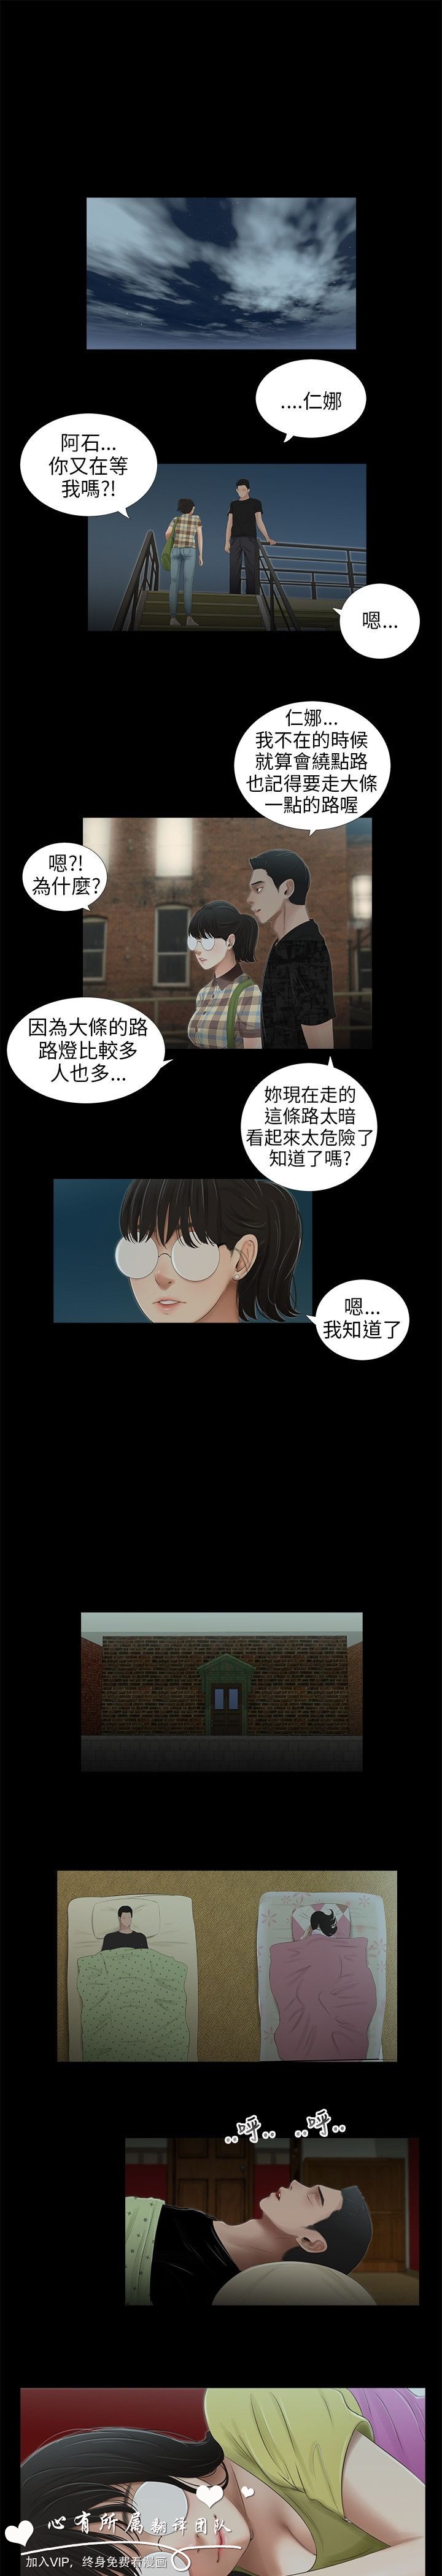 ....仁娜
阿石...
你又在等
我嗎?!
嗯...
仁娜...
我不在的時候
就算會繞點路
也記得要走大條
一點的路喔
嗯?!
為什麼?
因為大條的路
路燈比較多
人也多...
妳現在走的
這條路太暗
看起來太危險了
知道了嗎?
嗯...
我知道了
..呼.. ..呼..
心有所属翻译团队
加入VIP，终身免费看漫画